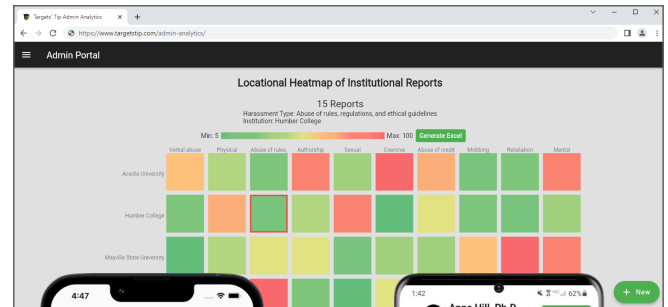 Targets' Tip Admin Analytics
https://www.targetstip.com/admin-analytics/
Admin Portal
Locational Heatmap of Institutional Reports
15 Reports
Harassment Type: Abuse of rules, regulations, and ethical guidelines
Institution: Humber College
Min: 5 Max: 100 Generate Excel
Verbal abuse Physical Abuse of rules, Authorship Sexual Coercive Abuse of credit Mobbing Retaliation Mental
Acadia University
Humber College
Mayville State University
4:47
1:42 62%
+ New
Anne Hill, Ph.D.